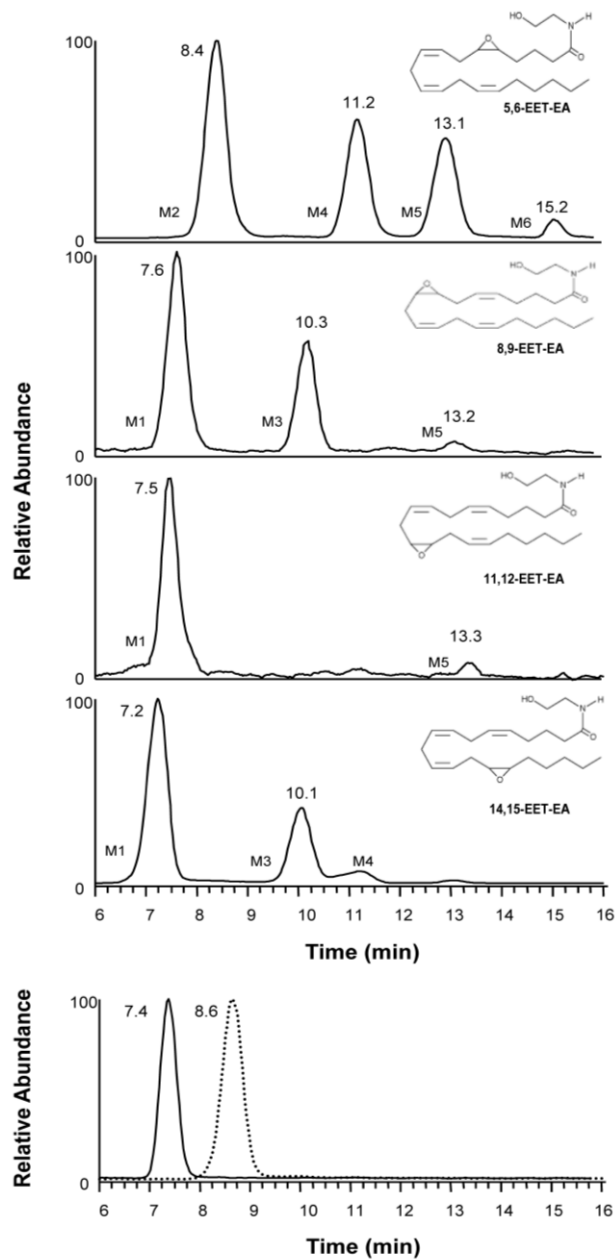 100
8.4
11.2
13.1
15.2
M2
M4
M5
M6
0
HO
N
H
O
O
5,6-EET-EA
100
7.6
10.3
13.2
M1
M3
M5
0
HO
N
H
O
O
8,9-EET-EA
100
7.5
13.3
M1
M5
0
HO
N
H
O
O
11,12-EET-EA
100
7.2
10.1
M1
M3
M4
0
HO
N
H
O
O
14,15-EET-EA
6 7 8 9 10 11 12 13 14 15 16
Time (min)
Relative Abundance
100
7.4
8.6
0
6 7 8 9 10 11 12 13 14 15 16
Time (min)
Relative Abundance